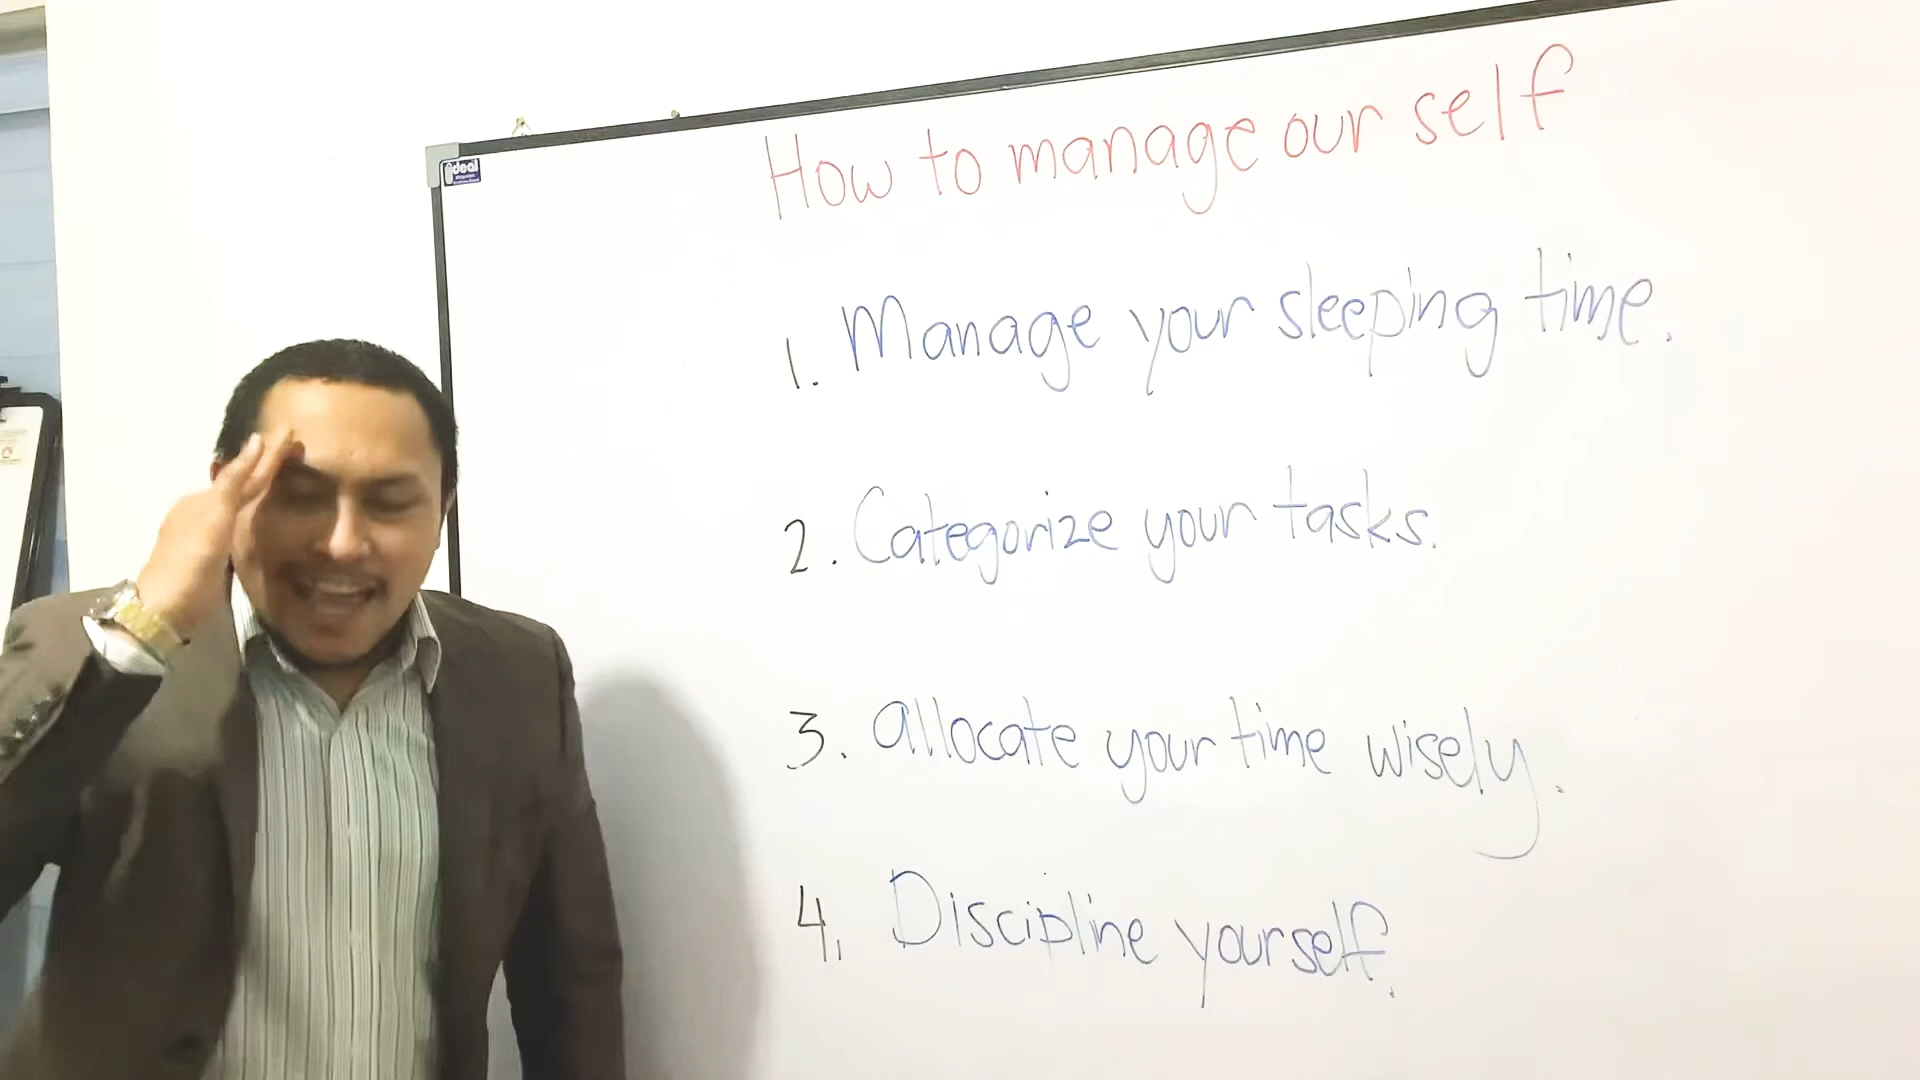 ideal
How to manage our self
1. Manage your sleeping time.
2. Categorize your tasks.
3. allocate your time wisely.
4. Discipline yourself.